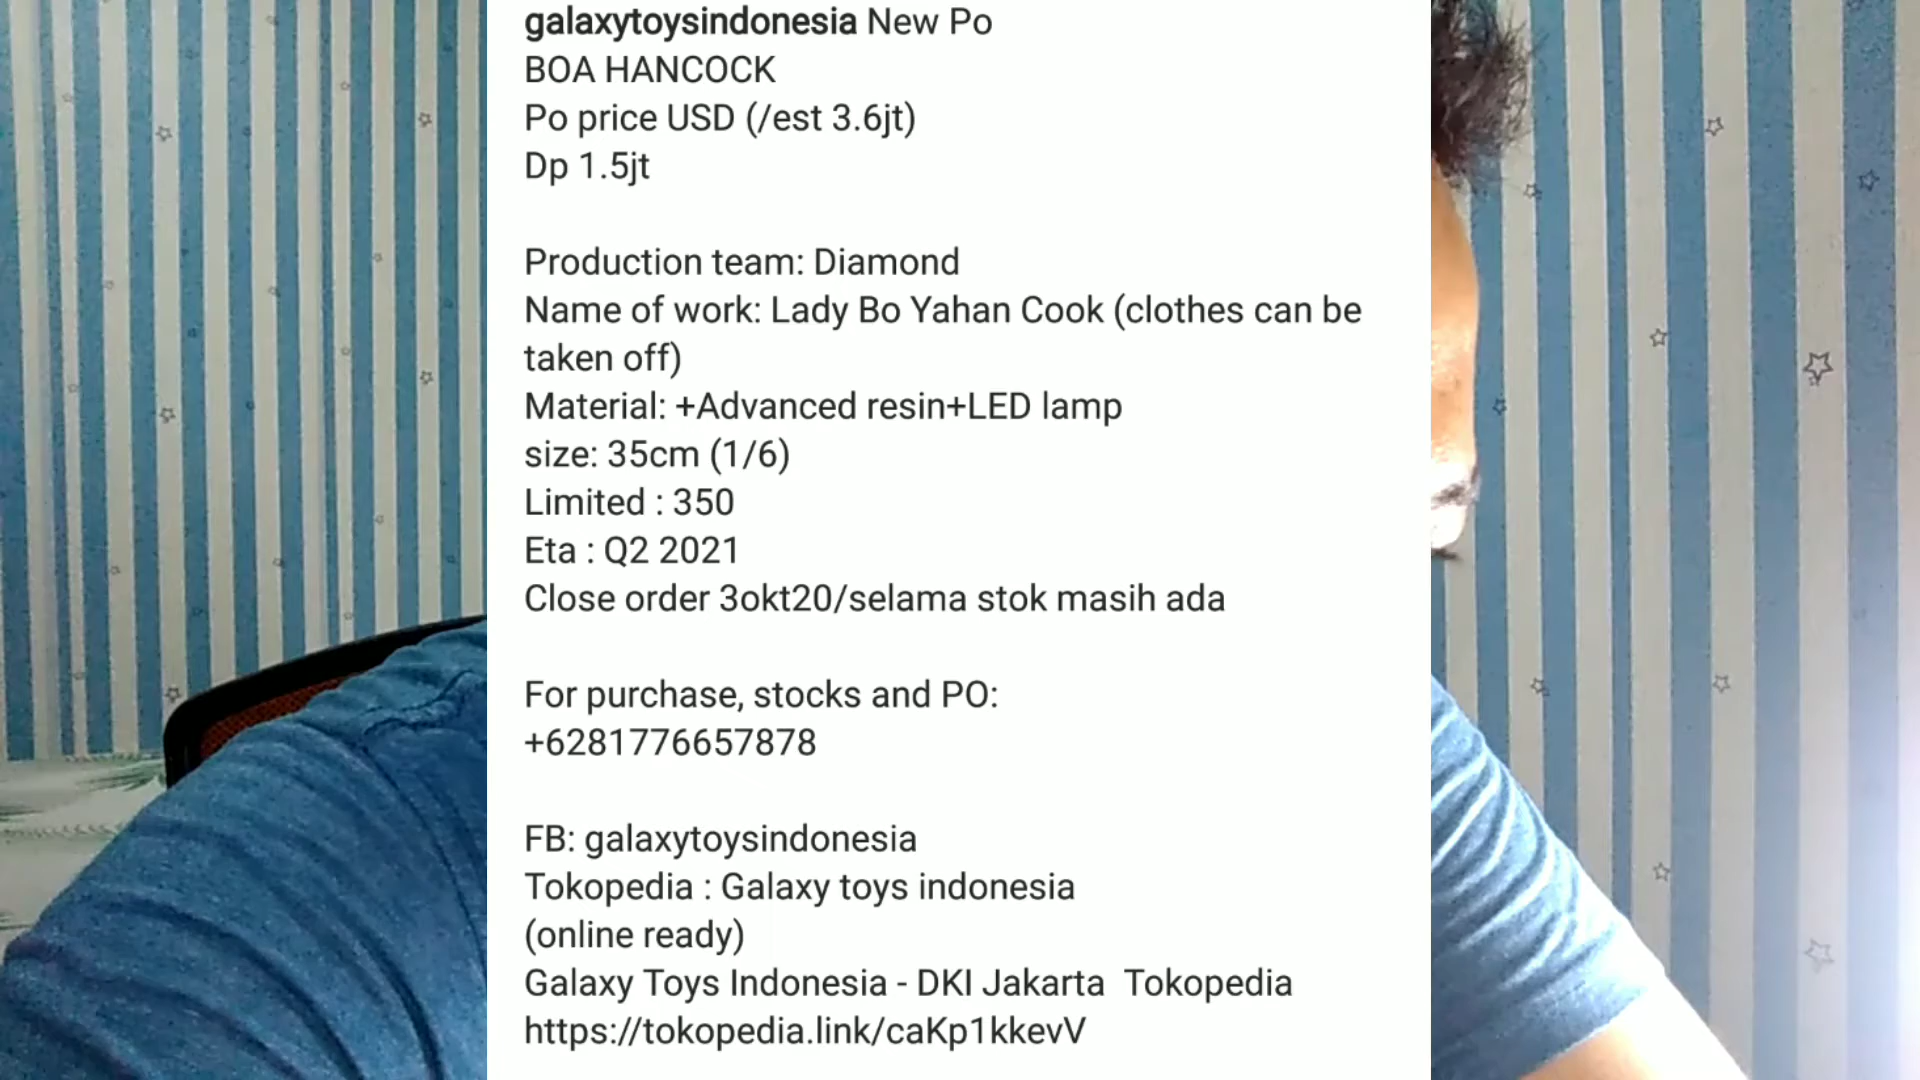 galaxytoysindonesia New Po
BOA HANCOCK
Po price USD (/est 3.6jt)
Dp 1.5jt
Production team: Diamond
Name of work: Lady Bo Yahan Cook (clothes can be
taken off)
Material: +Advanced resin+LED lamp
size: 35cm (1/6)
Limited : 350
Eta : Q2 2021
Close order 3okt20/selama stok masih ada
For purchase, stocks and PO:
+6281776657878
FB: galaxytoysindonesia
Tokopedia : Galaxy toys indonesia
(online ready)
Galaxy Toys Indonesia - DKI Jakarta  Tokopedia
https://tokopedia.link/caKp1kkevV